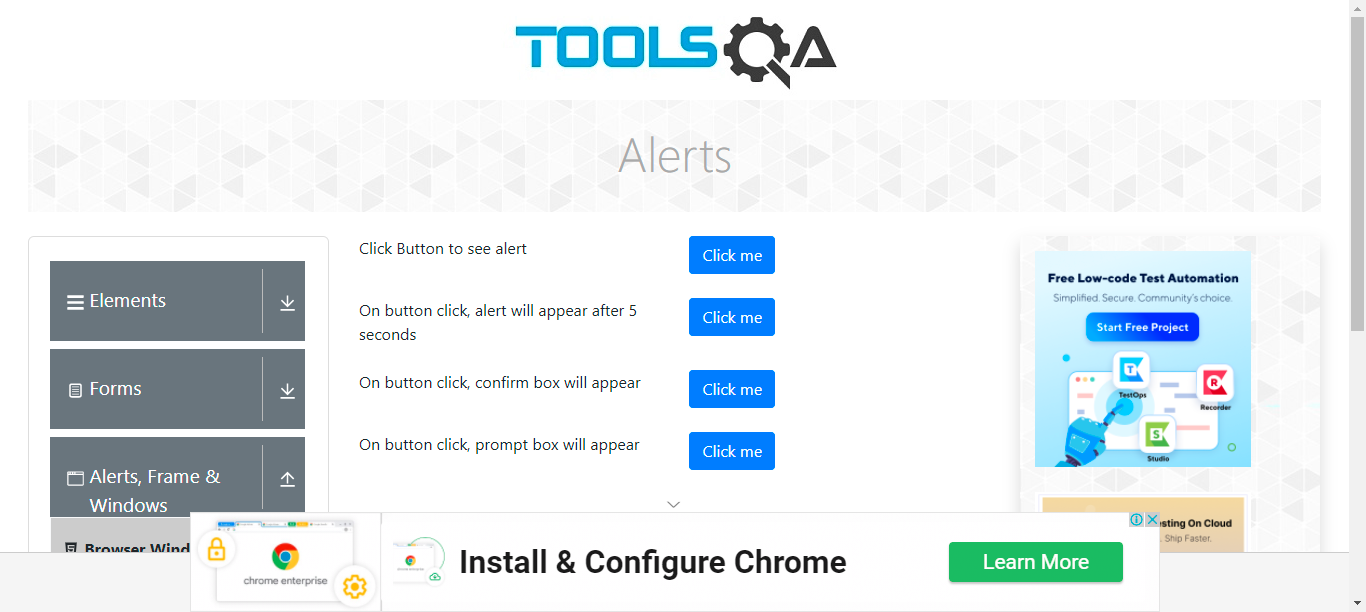 TOOLSQA
Alerts
Elements
Forms
Alerts, Frame &
Windows
Browser Wind
Click Button to see alert
Click me
On button click, alert will appear after 5
seconds
Click me
On button click, confirm box will appear
Click me
On button click, prompt box will appear
Click me
Free Low-code Test Automation
Simplified. Secure. Community's choice.
Start Free Project
TestOps
Recorder
Studio
sting On Cloud
. Ship Faster.
chrome enterprise
Install & Configure Chrome
Learn More